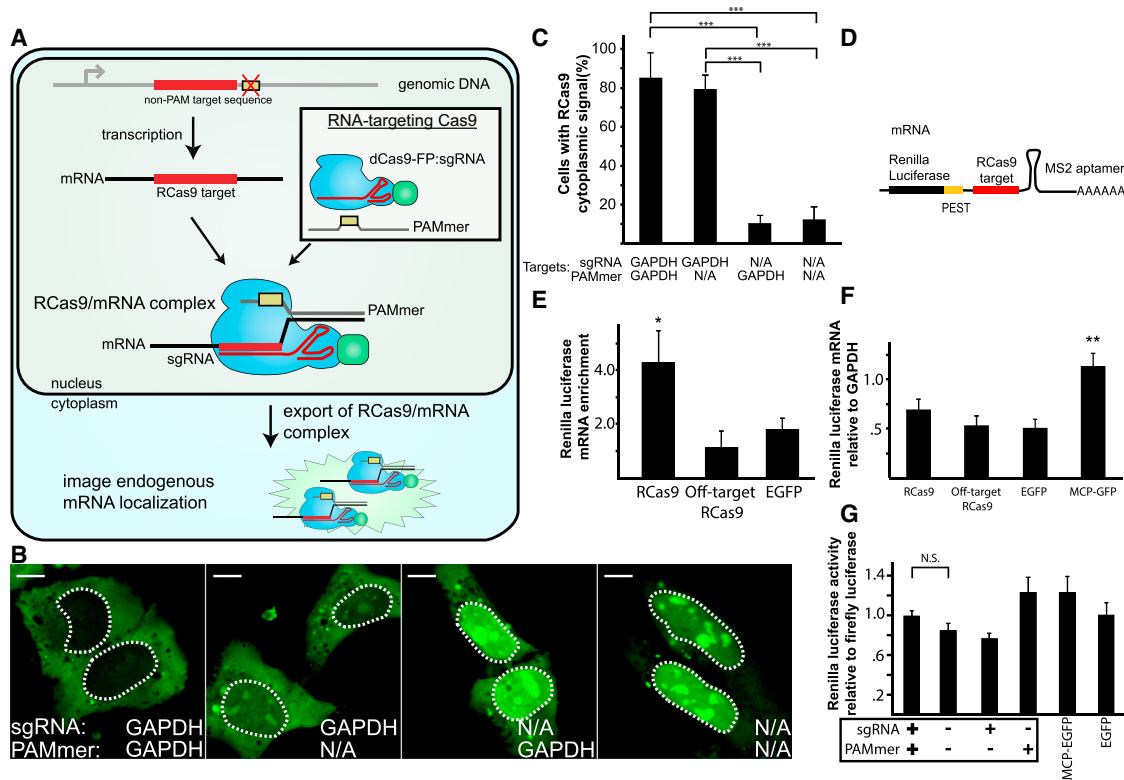 A
genomic DNA
non-PAM target sequence
transcription
RNA-targeting Cas9
dCas9-FP:sgRNA
PAMmer
mRNA
RCas9 target
RCas9/mRNA complex
PAMmer
mRNA
sgRNA
nucleus
cytoplasm
export of RCas9/mRNA
complex
image endogenous
mRNA localization
B
sgRNA: GAPDH GAPDH N/A N/A
PAMmer: GAPDH N/A GAPDH N/A
C
***
***
***
***
Cells with RCas9
cytoplasmic signal(%)
100
80
60
40
20
Targets: sgRNA GAPDH GAPDH N/A N/A
PAMmer GAPDH N/A GAPDH N/A
D
mRNA
Renilla
Luciferase
RCas9
target
MS2 aptamer
AAAAAA
PEST
E
Renilla luciferase
mRNA enrichment
4.0
2.0
*
RCas9 Off-target EGFP
RCas9
F
Renilla luciferase mRNA
relative to GAPDH
1.0
.5
**
RCas9 Off-target EGFP MCP-GFP
RCas9
G
Renilla luciferase activity
relative to firefly luciferase
1.4
1.0
.6
.2
N.S.
sgRNA + - + -
PAMmer + - - +
MCP-EGFP
EGFP